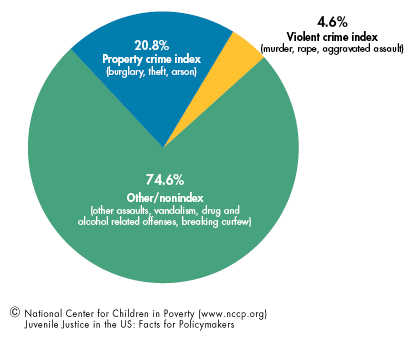 4.6%
Violent crime index
(murder, rape, aggravated assault)
20.8%
Property crime index
(burglary, theft, arson)
74.6%
Other/nonindex
(other assaults, vandalism, drug and
alcohol related offenses, breaking curfew)
© National Center for Children in Poverty (www.nccp.org)
Juvenile Justice in the US: Facts for Policymakers